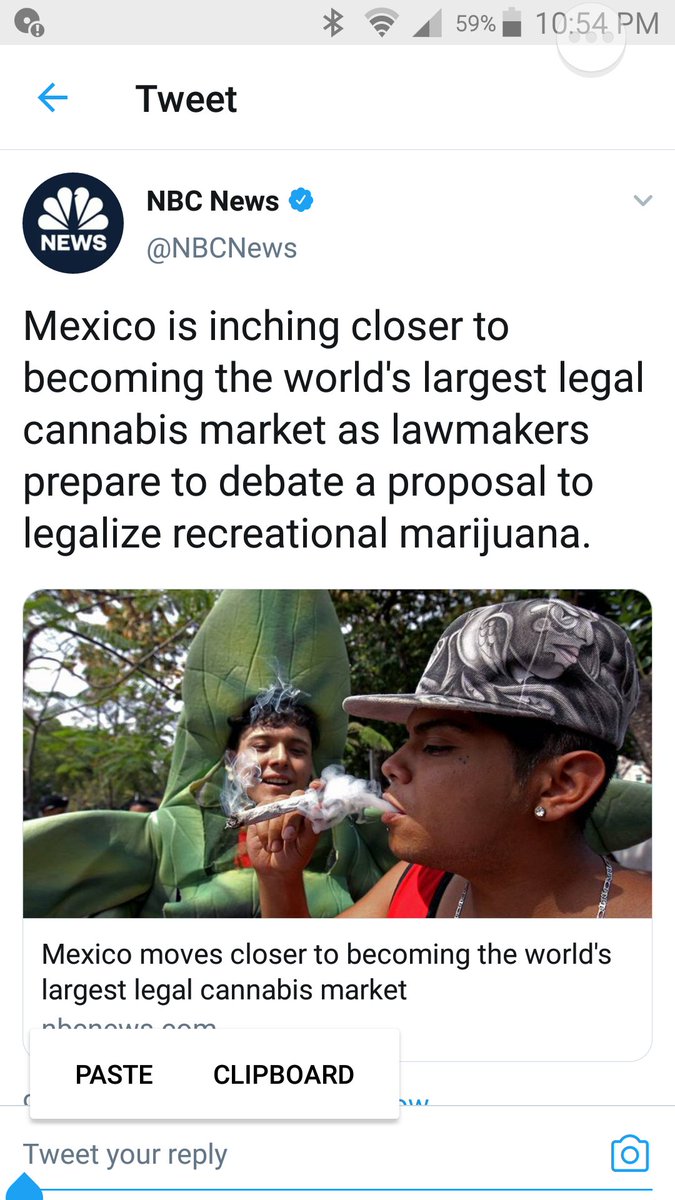 59% 10:54 PM
Tweet
NBC News
NEWS
@NBCNews
Mexico is inching closer to
becoming the world's largest legal
cannabis market as lawmakers
prepare to debate a proposal to
legalize recreational marijuana.
Mexico moves closer to becoming the world's
largest legal cannabis market
nbcnews.com
PASTE CLIPBOARD
Tweet your reply